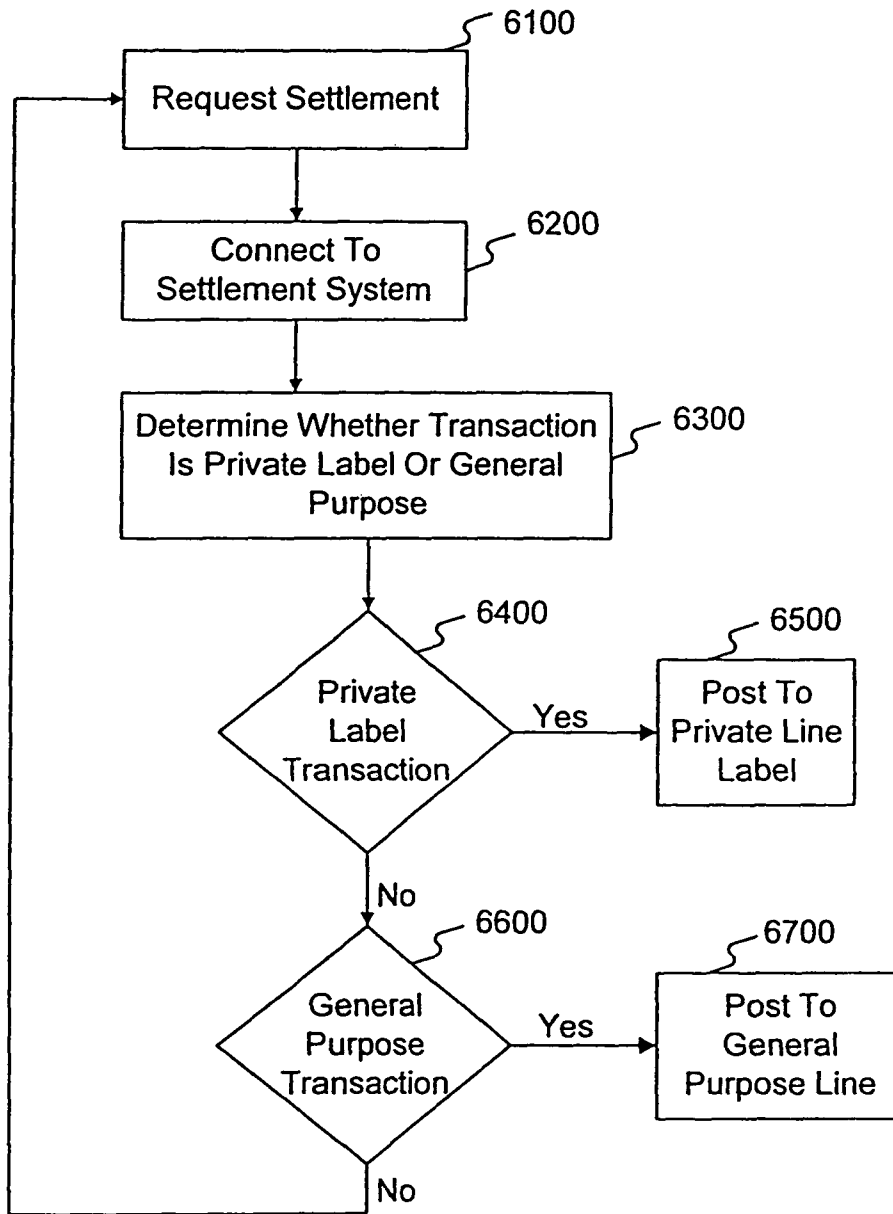 6100
Request Settlement
6200
Connect To
Settlement System
6300
Determine Whether Transaction
Is Private Label Or General
Purpose
6400
Private
Label
Transaction
Yes
6500
Post To
Private Line
Label
No
6600
General
Purpose
Transaction
Yes
6700
Post To
General
Purpose Line
No